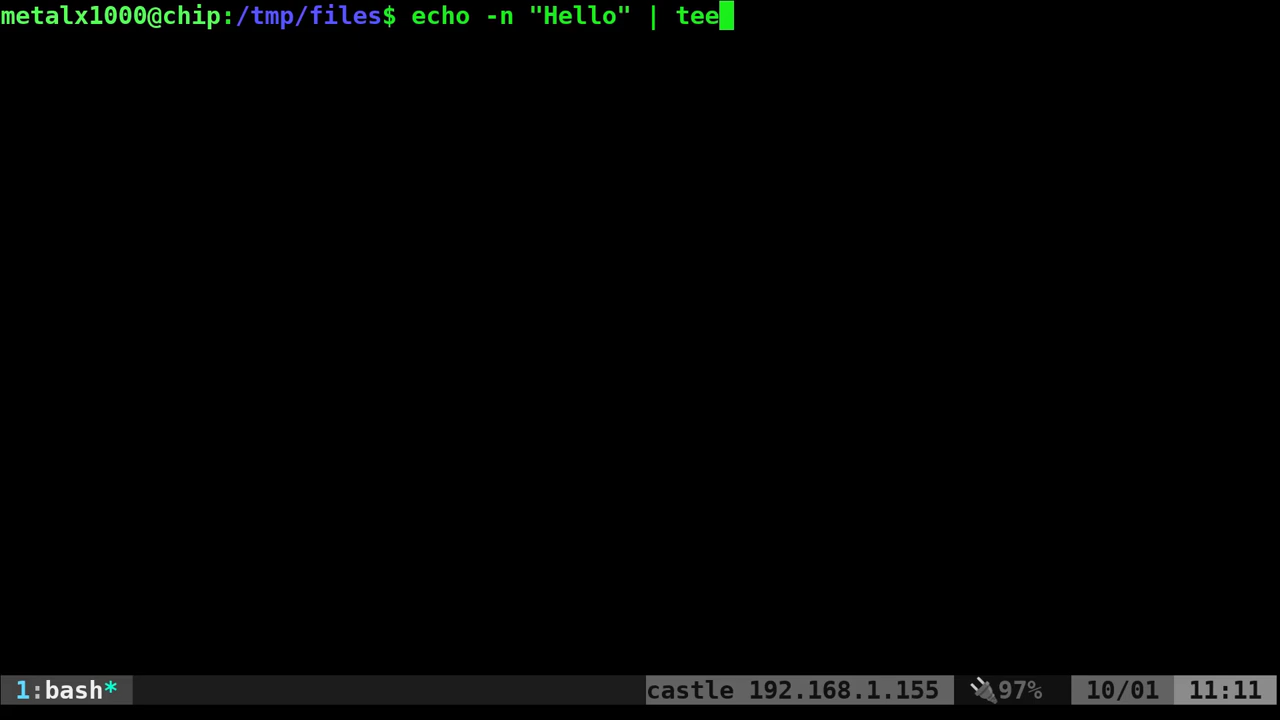 metalx1000@chip:/tmp/files$ echo -n "Hello" | tee
1:bash* castle 192.168.1.155 🔌97% 10/01 11:11